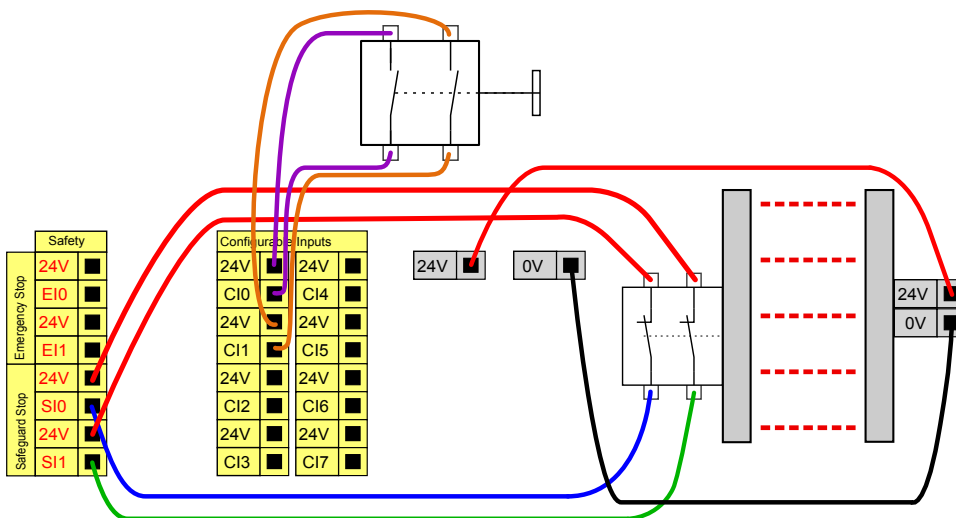 Safety
Emergency Stop
24V
EI0
24V
EI1
Safeguard Stop
24V
SI0
24V
SI1
Configurable Inputs
24V 24V
CI0 CI4
24V 24V
CI1 CI5
24V 24V
CI2 CI6
24V 24V
CI3 CI7
24V
0V
24V
0V